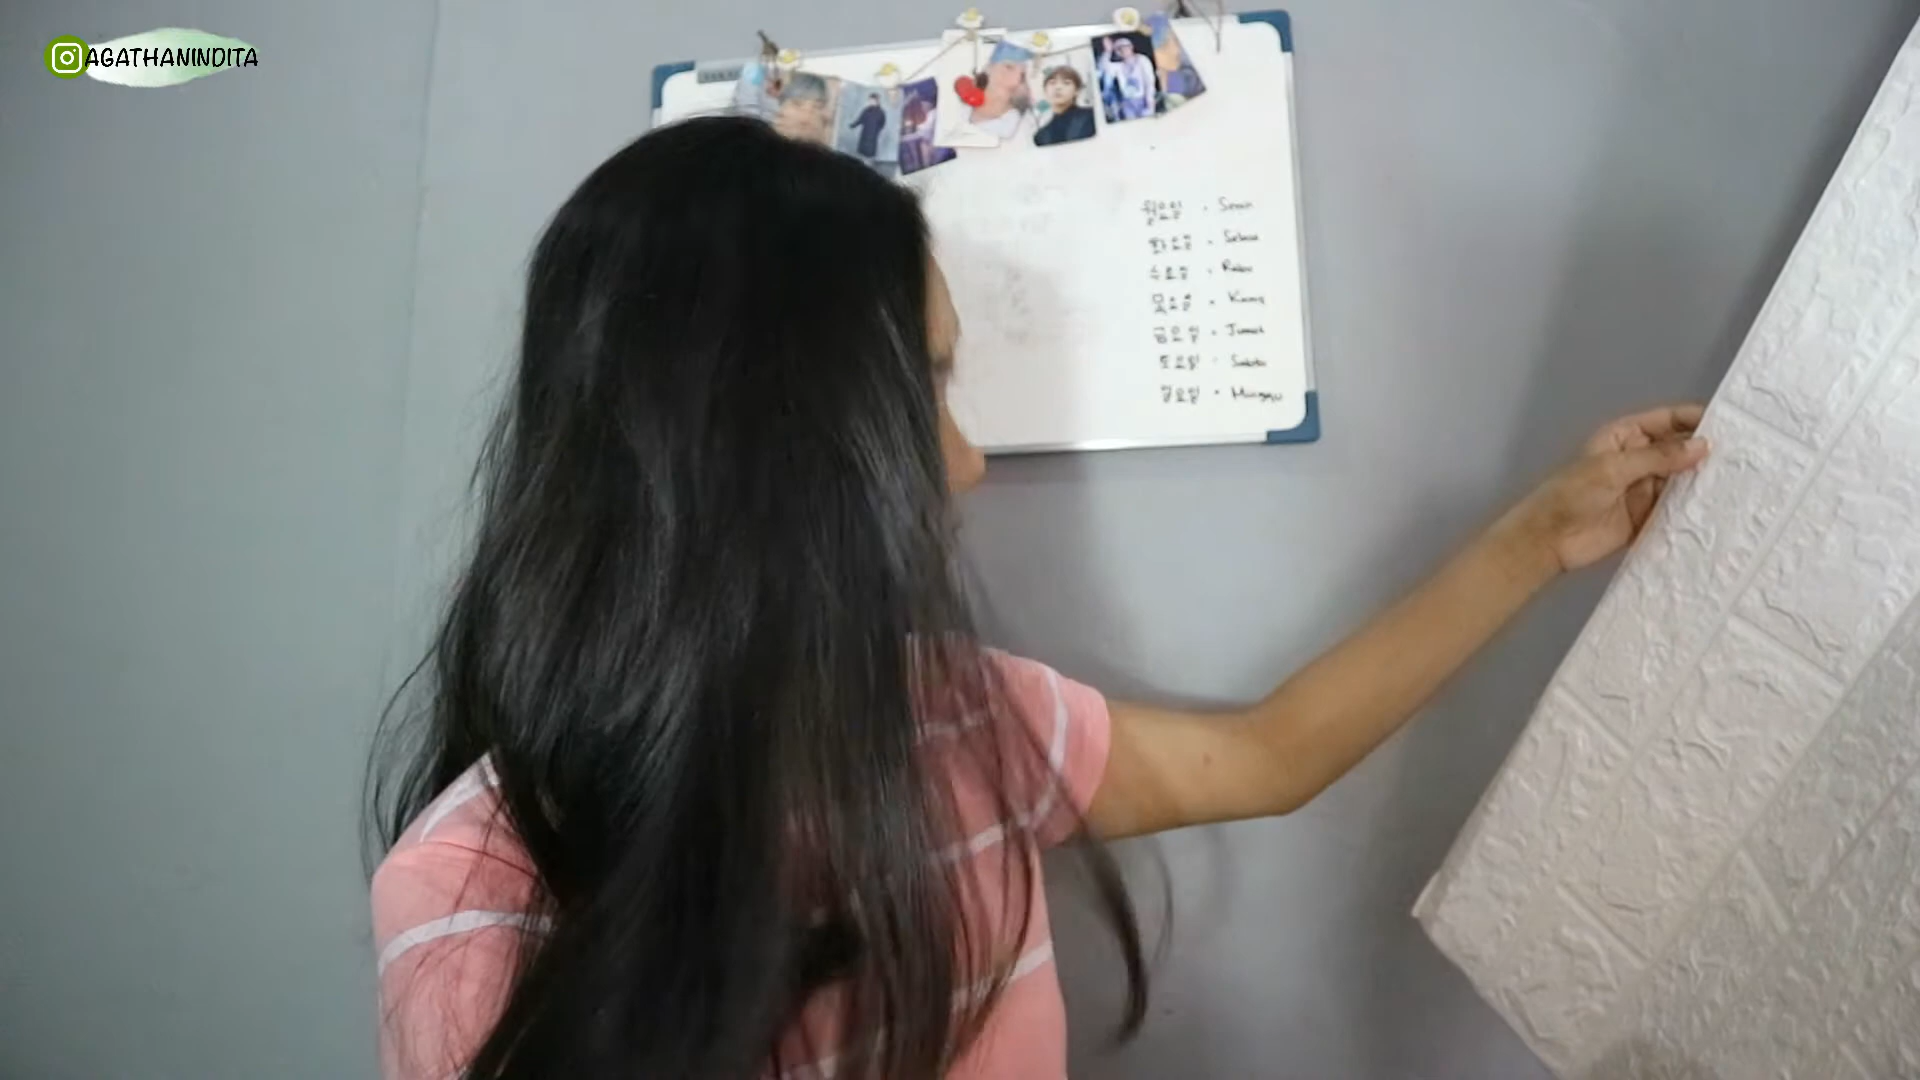 AGATHANINDITA
월요일 = Senin
화요일 = Selasa
수요일 = Rabu
목요일 = Kamis
금요일 = Jumat
토요일 = Sabtu
일요일 = Minggu